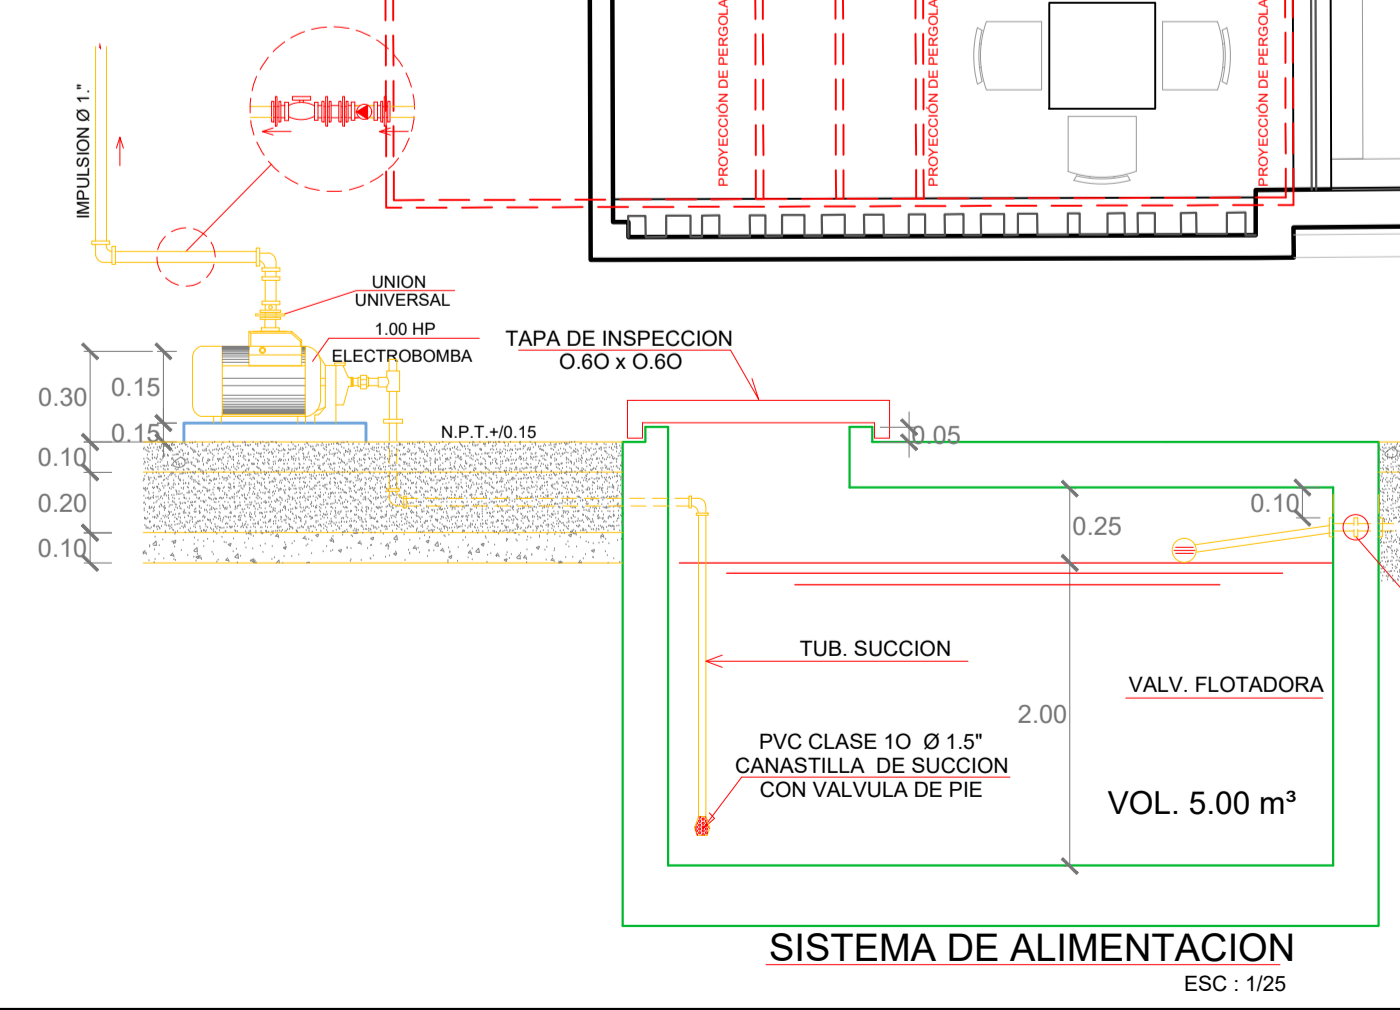 PROYECCIÓN DE PERGOLA
PROYECCIÓN DE PERGOLA
PROYECCIÓN DE PERGOLA
IMPULSION Ø 1."
UNION
UNIVERSAL
1.00 HP
ELECTROBOMBA
TAPA DE INSPECCION
O.6O x O.6O
0.30
0.15
0.15
N.P.T.+/0.15
0.05
0.10
0.20
0.10
0.25
0.10
TUB. SUCCION
VALV. FLOTADORA
2.00
PVC CLASE 1O Ø 1.5"
CANASTILLA DE SUCCION
CON VALVULA DE PIE
VOL. 5.00 m³
SISTEMA DE ALIMENTACION
ESC : 1/25